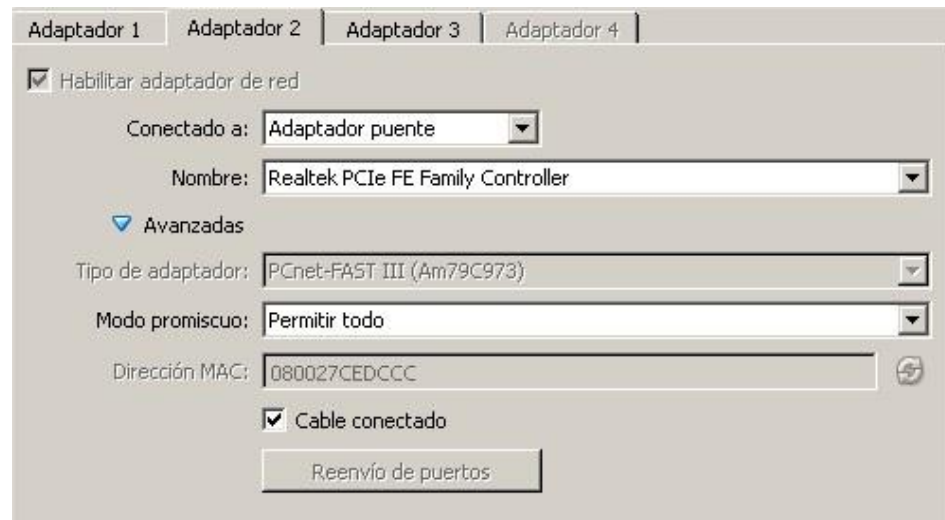 Adaptador 1 Adaptador 2 Adaptador 3 Adaptador 4
Habilitar adaptador de red
Conectado a: Adaptador puente
Nombre: Realtek PCIe FE Family Controller
Avanzadas
Tipo de adaptador: PCnet-FAST III (Am79C973)
Modo promiscuo: Permitir todo
Dirección MAC: 080027CEDCCC
Cable conectado
Reenvío de puertos